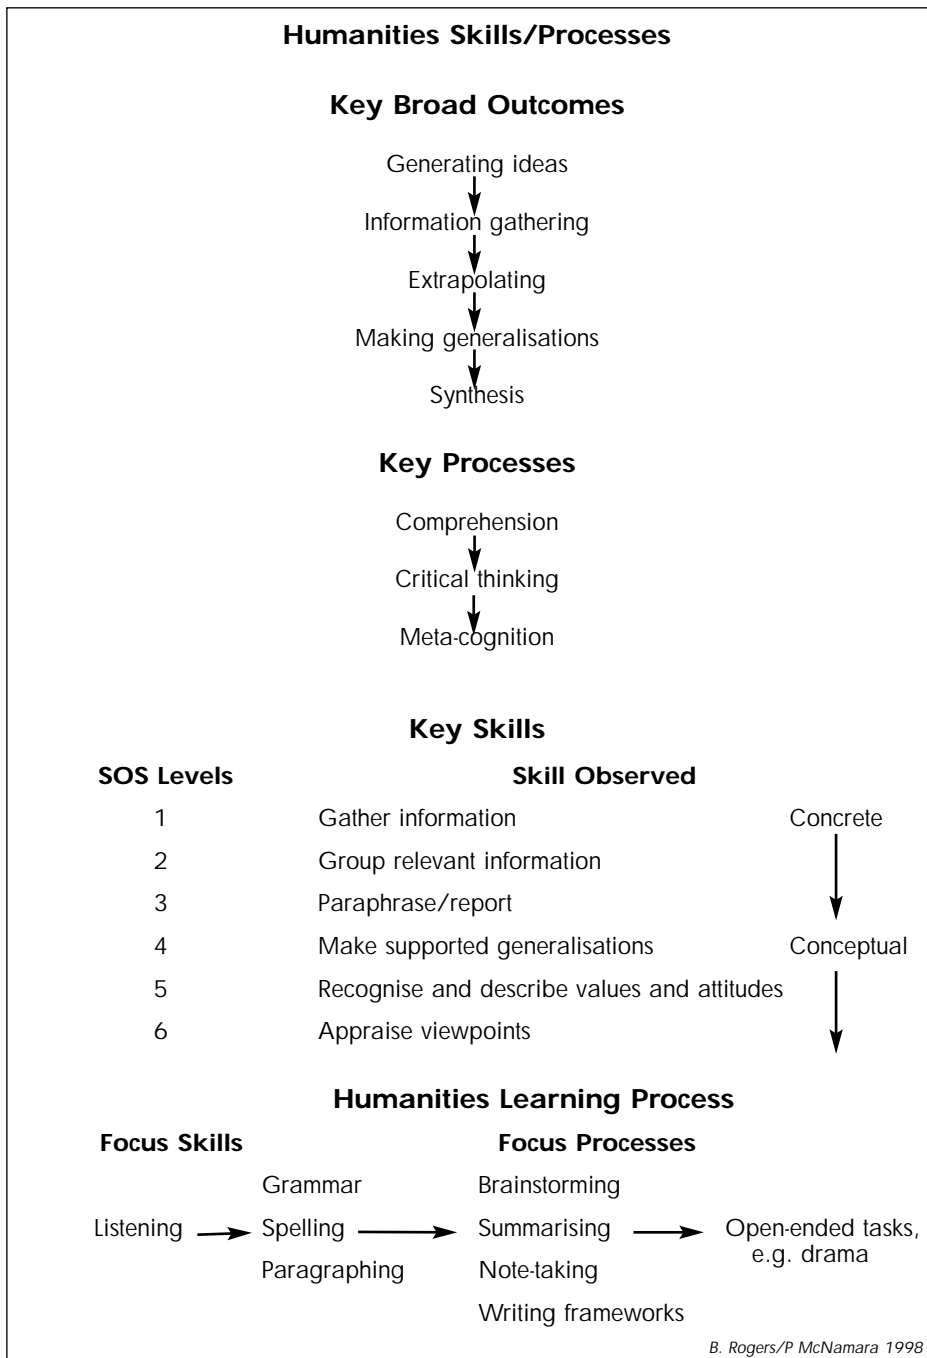 Humanities Skills/Processes
Key Broad Outcomes
Generating ideas
Information gathering
Extrapolating
Making generalisations
Synthesis
Key Processes
Comprehension
Critical thinking
Meta-cognition
Key Skills
SOS Levels Skill Observed
1 Gather information Concrete
2 Group relevant information
3 Paraphrase/report
4 Make supported generalisations Conceptual
5 Recognise and describe values and attitudes
6 Appraise viewpoints
Humanities Learning Process
Focus Skills Focus Processes
Grammar Brainstorming
Listening Spelling Summarising Open-ended tasks,
e.g. drama
Paragraphing Note-taking
Writing frameworks
B. Rogers/P McNamara 1998